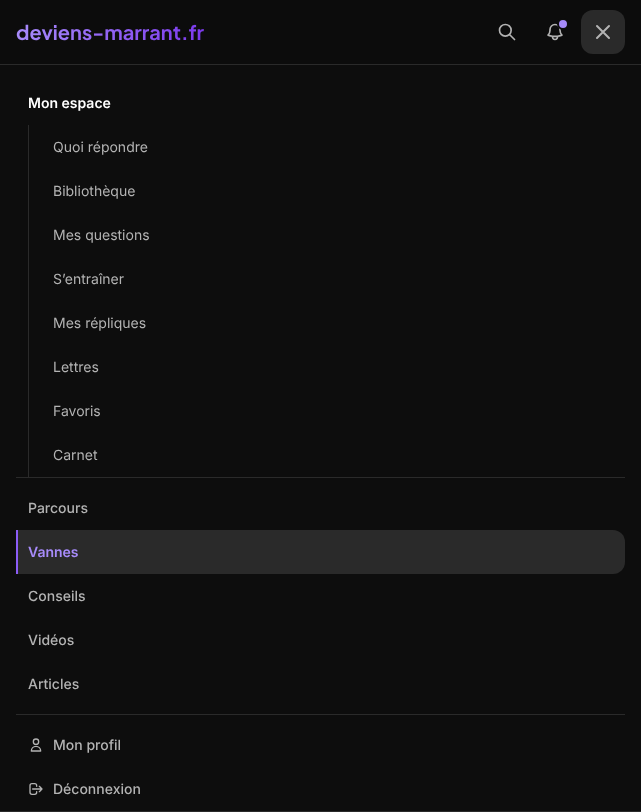 deviens-marrant.fr
Mon espace
Quoi répondre
Bibliothèque
Mes questions
S’entraîner
Mes répliques
Lettres
Favoris
Carnet
Parcours
Vannes
Conseils
Vidéos
Articles
Mon profil
Déconnexion